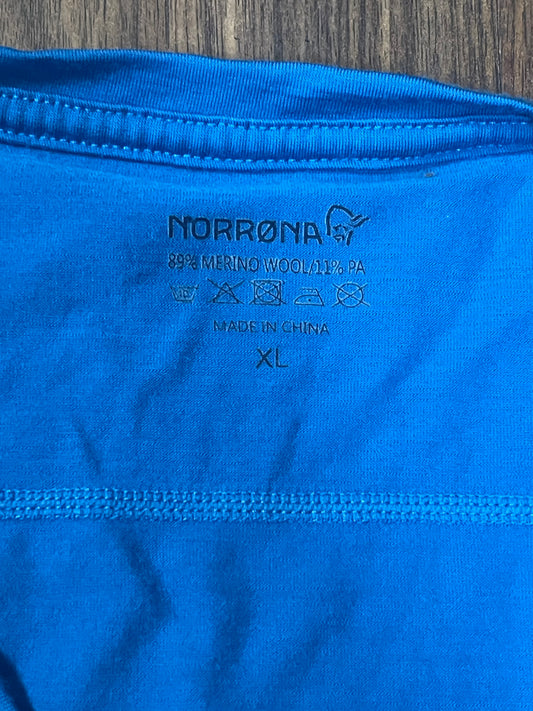 NORRØNA
89% MERINO WOOL/11% PA
MADE IN CHINA
XL